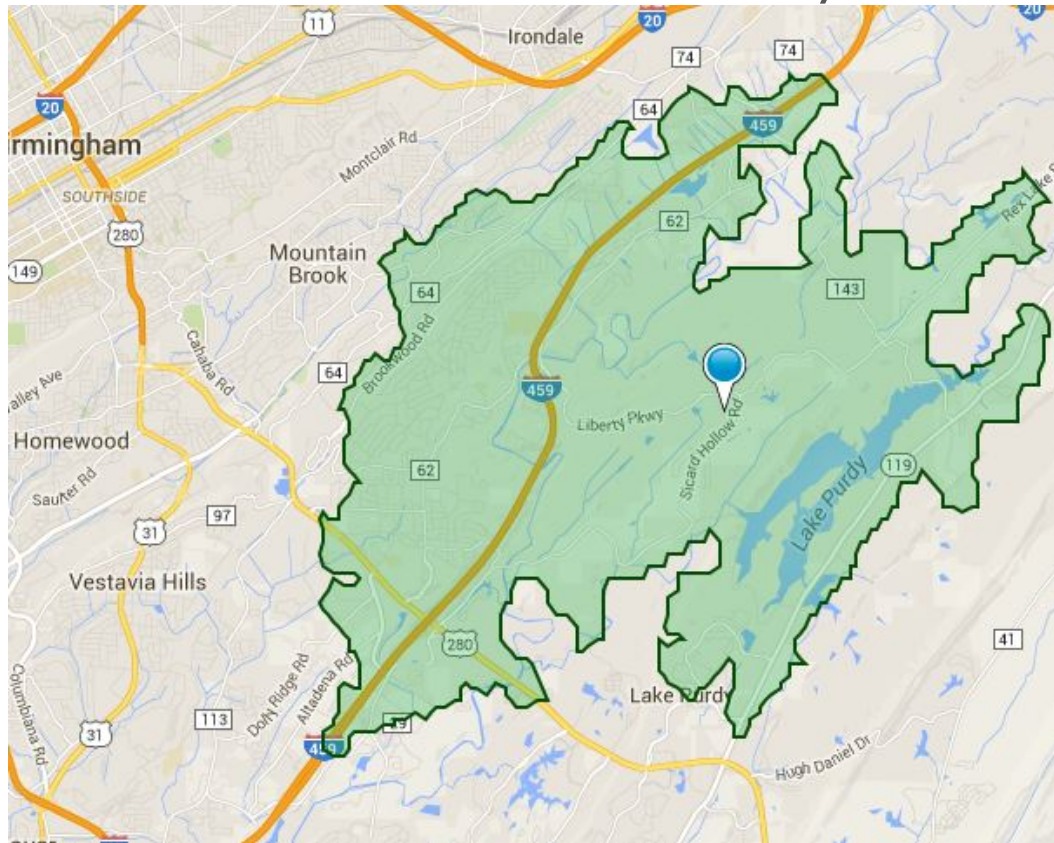 11
20
20
Irondale
74
74
64
459
20
rmingham
Montclair Rd
SOUTHSIDE
280
62
Rex Lake
149
Mountain
Brook
64
143
Cahaba Rd
Brookwood Rd
64
459
alley Ave
Liberty Pkwy
Sicard Hollow Rd
Homewood
62
119
Lake Purdy
Sauter Rd
97
31
Vestavia Hills
280
41
Columbiana Rd
Dolly Ridge Rd
Altadena Rd
Lake Purdy
113
31
459
Hugh Daniel Dr